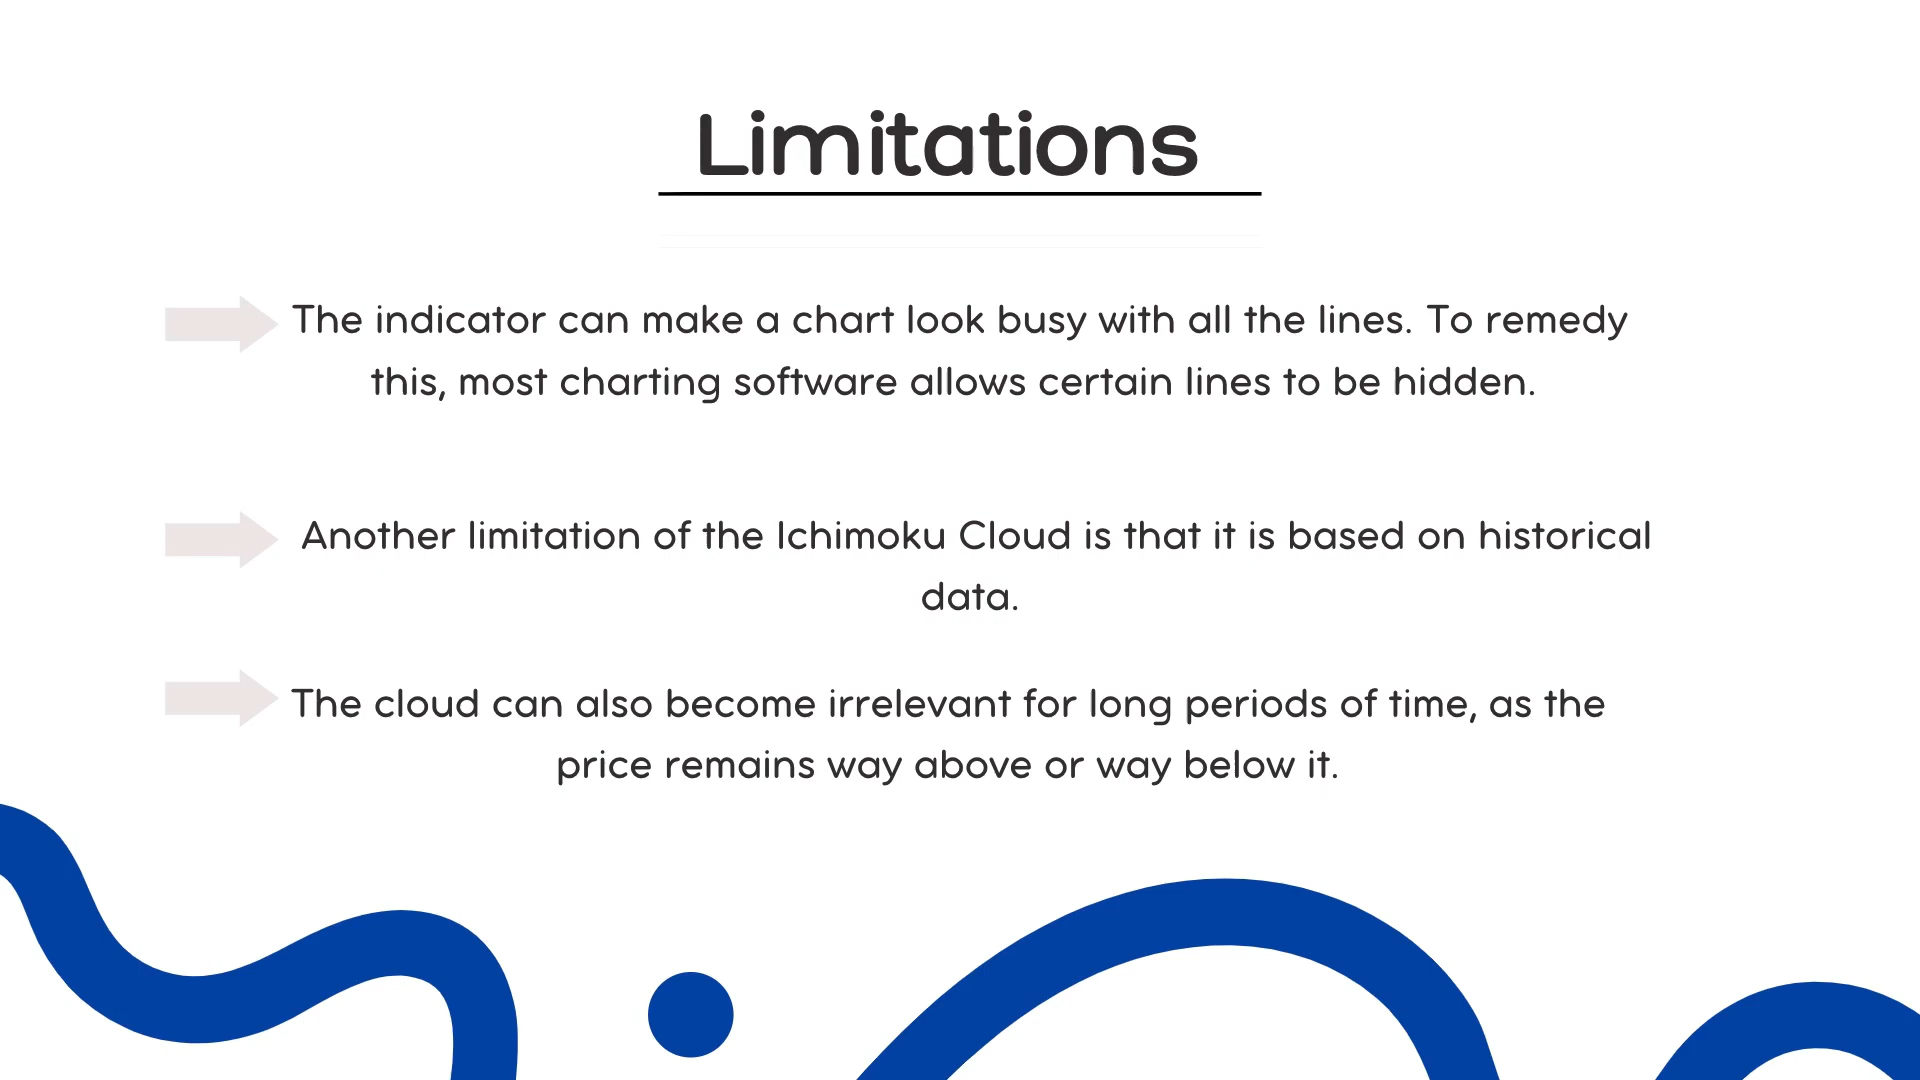 Limitations
The indicator can make a chart look busy with all the lines. To remedy
this, most charting software allows certain lines to be hidden.
Another limitation of the Ichimoku Cloud is that it is based on historical
data.
The cloud can also become irrelevant for long periods of time, as the
price remains way above or way below it.